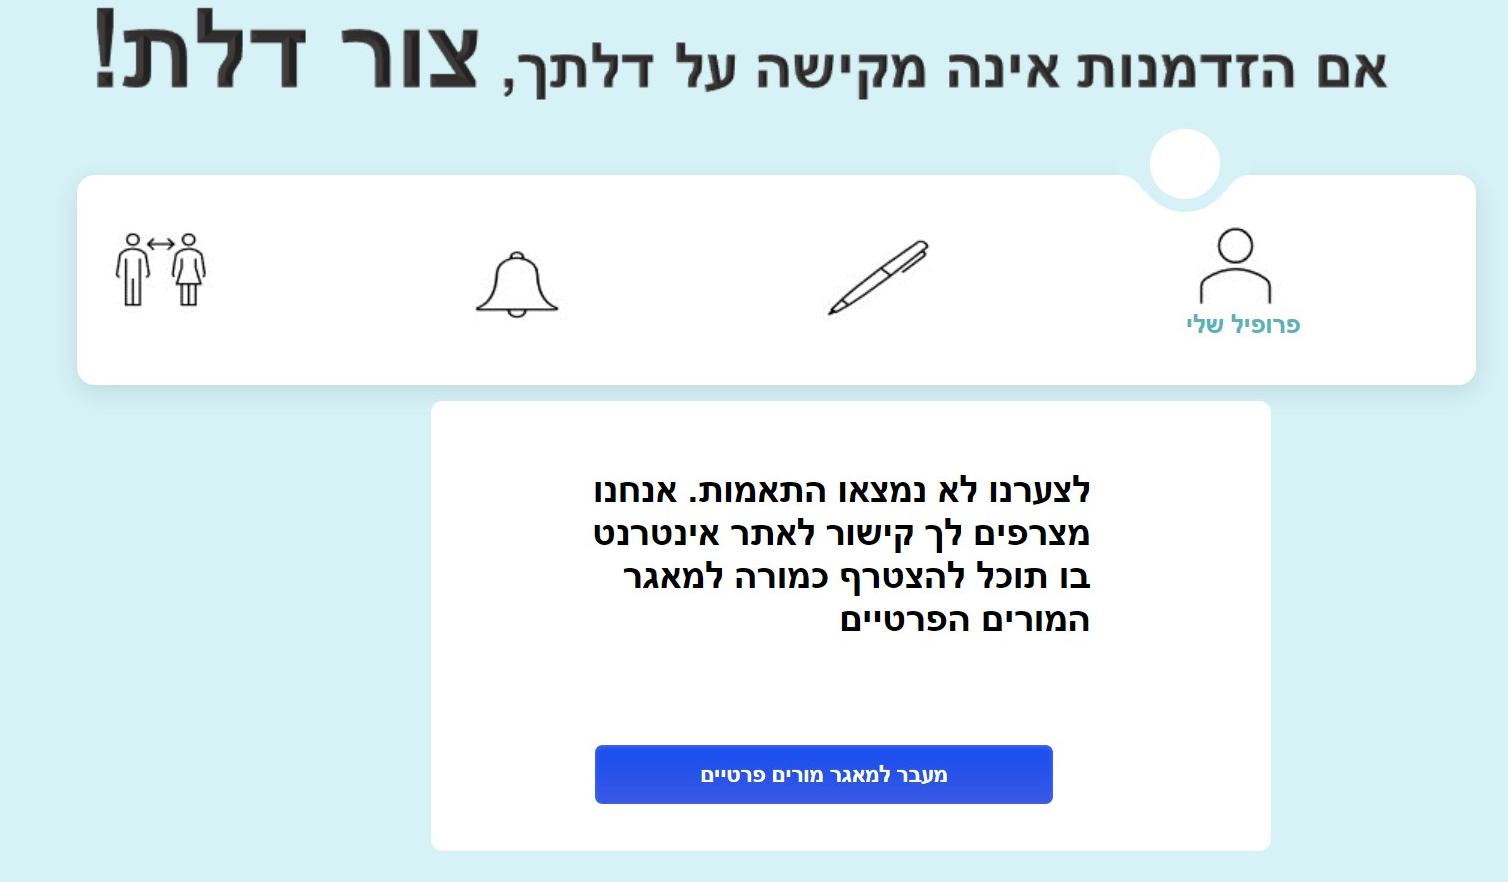 אם הזדמנות אינה מקישה על דלתך, צור דלת!
פרופיל שלי
לצערנו לא נמצאו התאמות. אנחנו
מצרפים לך קישור לאתר אינטרנט
בו תוכל להצטרף כמורה למאגר
המורים הפרטיים
מעבר למאגר מורים פרטיים